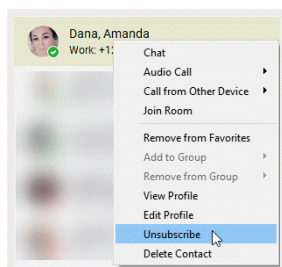 Dana, Amanda
Work: +12
Chat
Audio Call
Call from Other Device
Join Room
Remove from Favorites
Add to Group
Remove from Group
View Profile
Edit Profile
Unsubscribe
Delete Contact